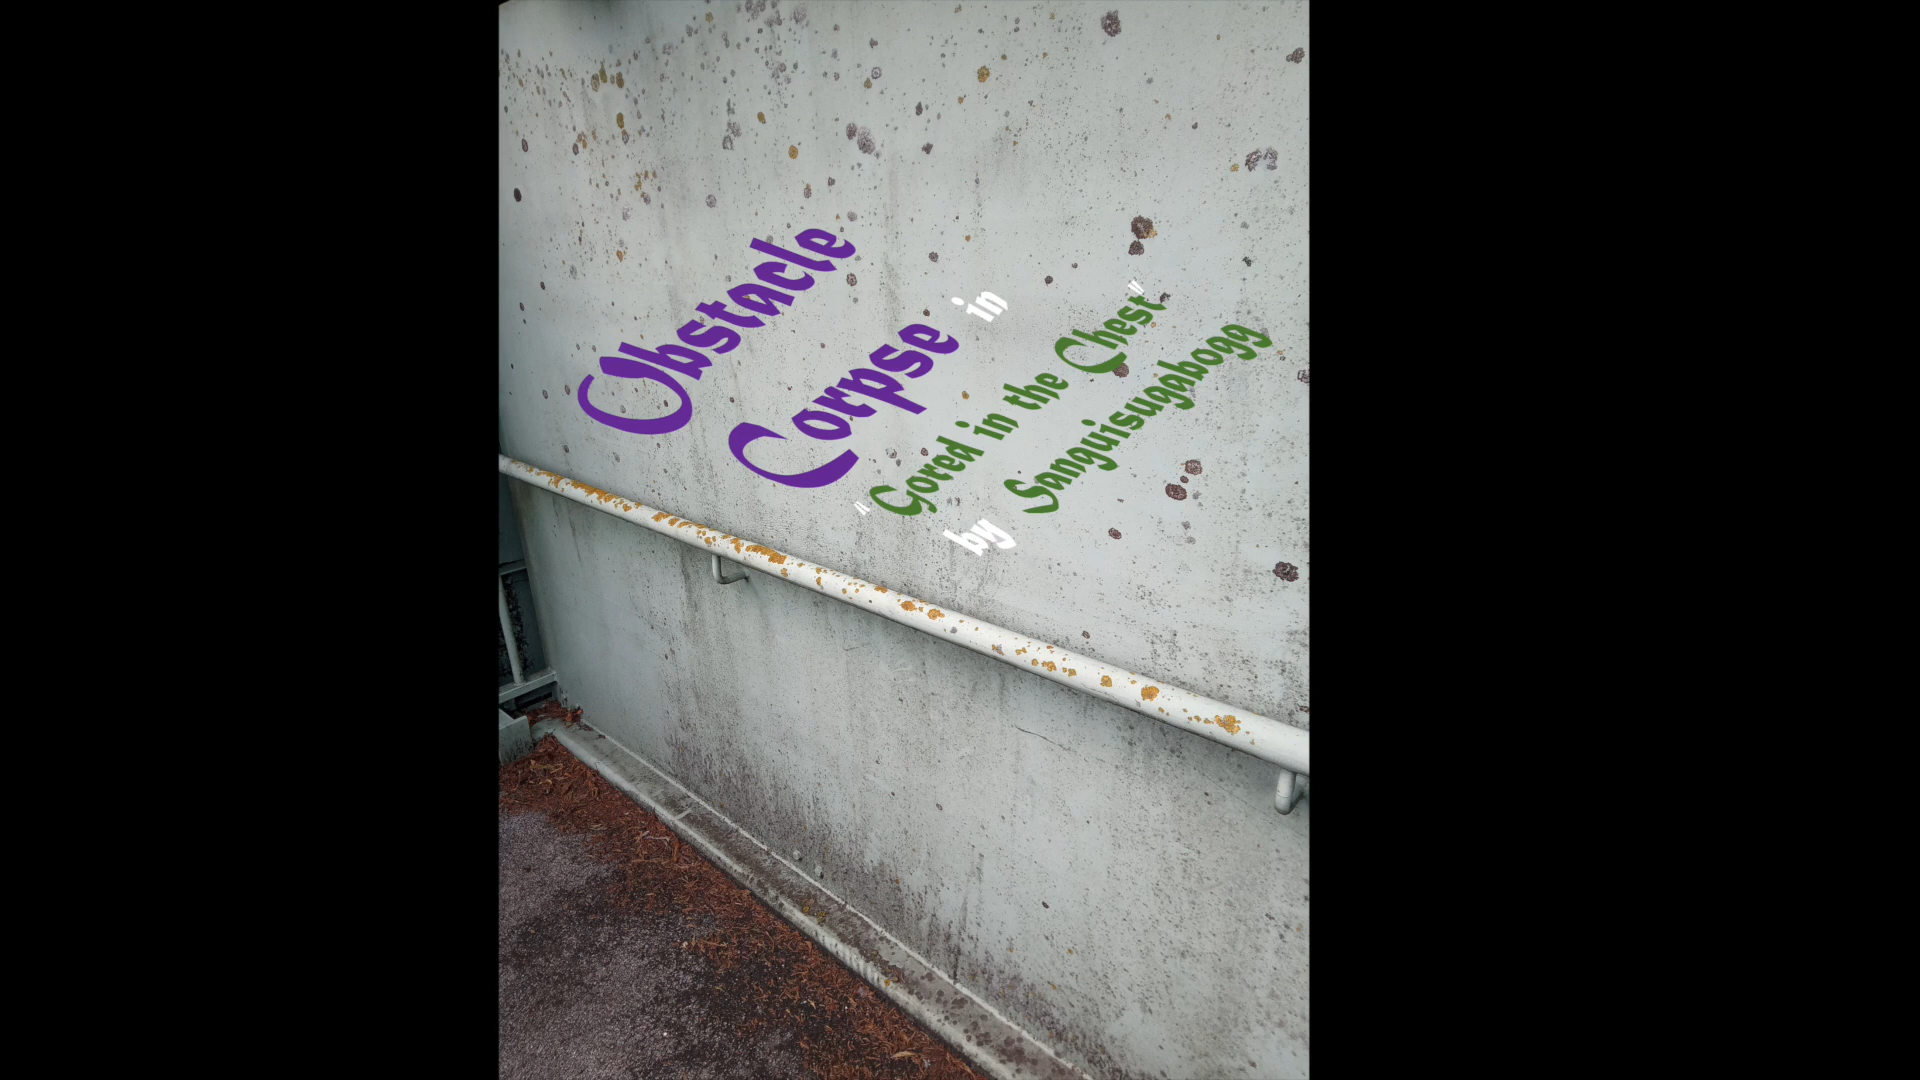 Obstacle
Corpse in
"Gored in the Chest"
by Sanguisugabogg